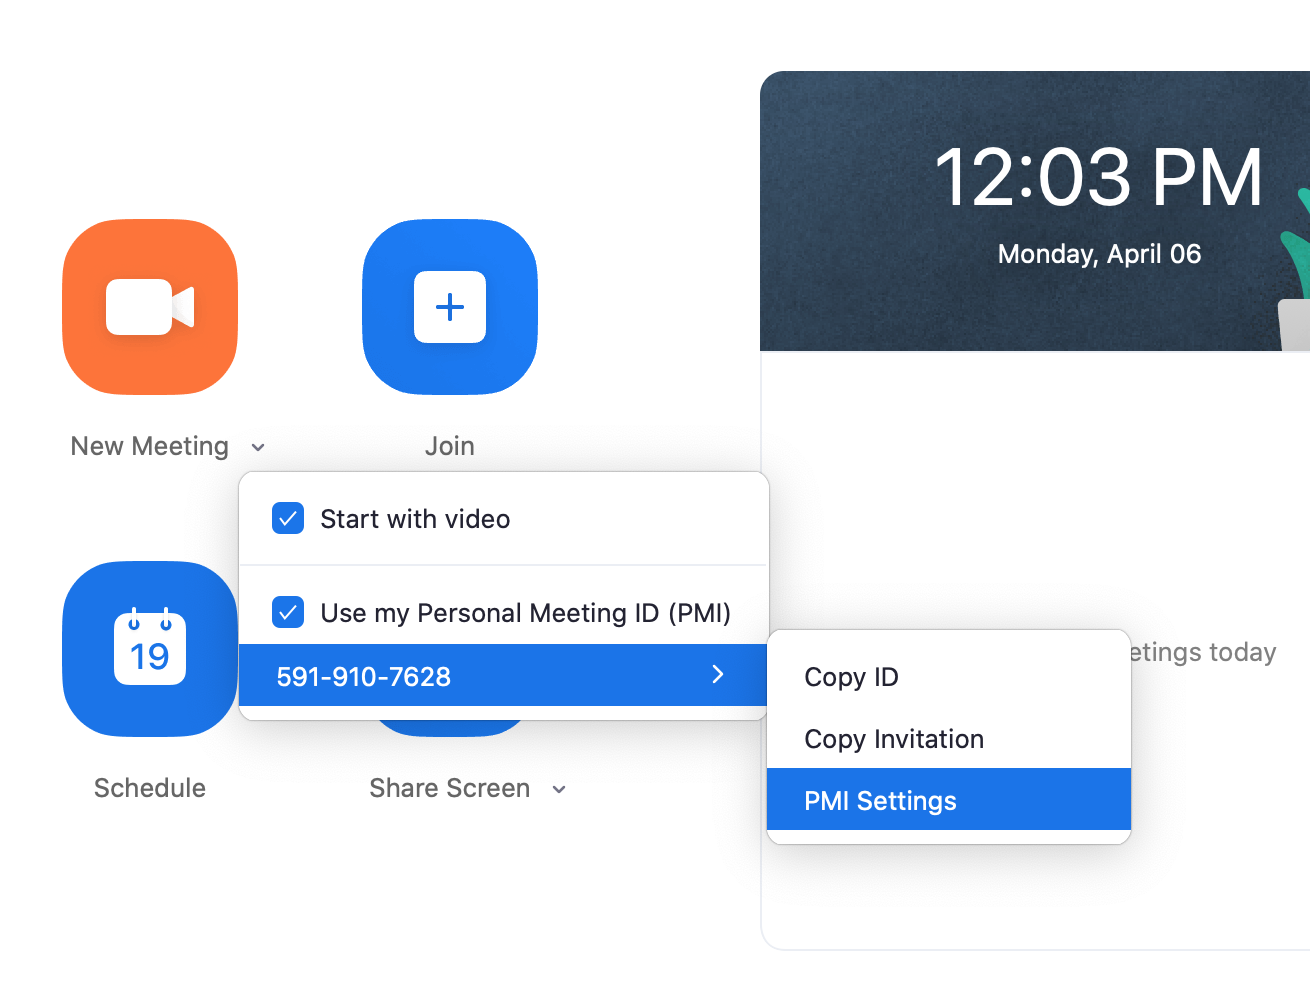 12:03 PM
Monday, April 06
New Meeting
Join
Start with video
Use my Personal Meeting ID (PMI)
591-910-7628
Copy ID
Copy Invitation
PMI Settings
today
19
Schedule
Share Screen